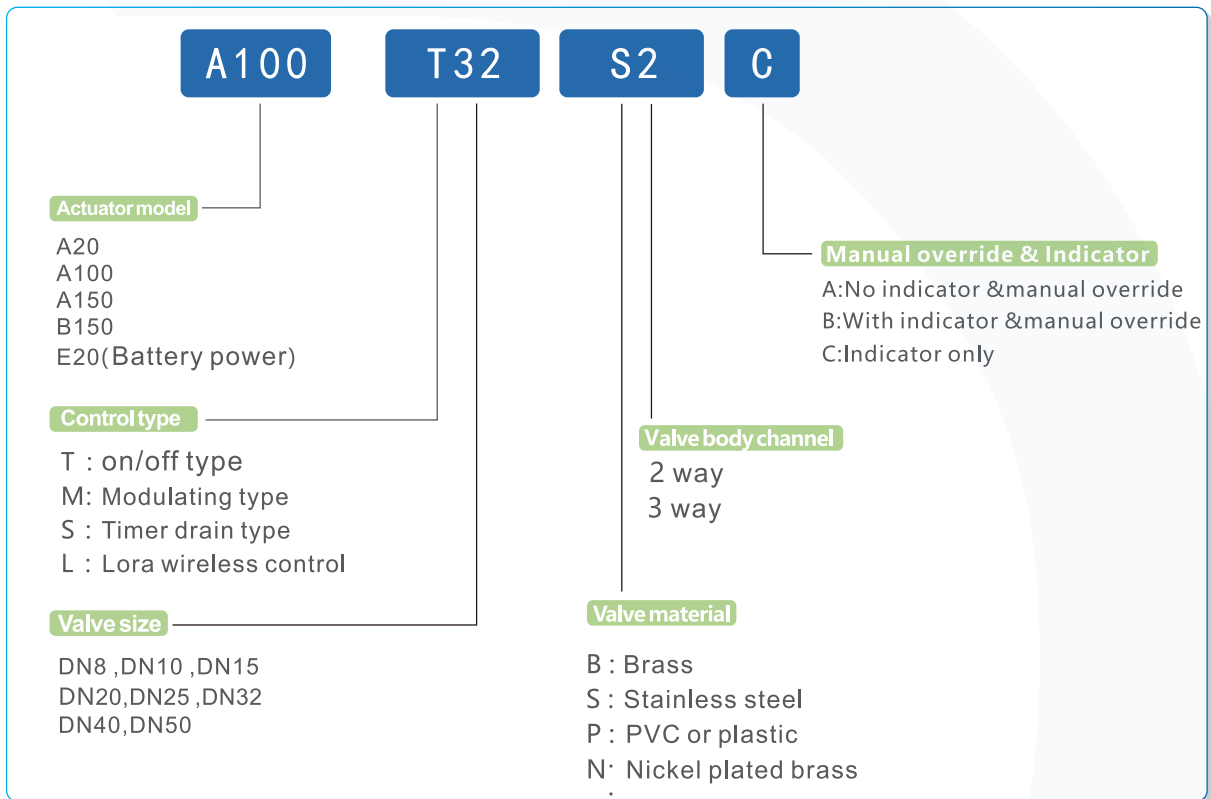 A100 T32 S2 C
Actuator model
A20
A100
A150
B150
E20(Battery power)
Control type
T : on/off type
M: Modulating type
S : Timer drain type
L : Lora wireless control
Valve size
DN8 ,DN10 ,DN15
DN20,DN25 ,DN32
DN40,DN50
Manual override & Indicator
A:No indicator &manual override
B:With indicator &manual override
C:Indicator only
Valve body channel
2 way
3 way
Valve material
B : Brass
S : Stainless steel
P : PVC or plastic
N: Nickel plated brass